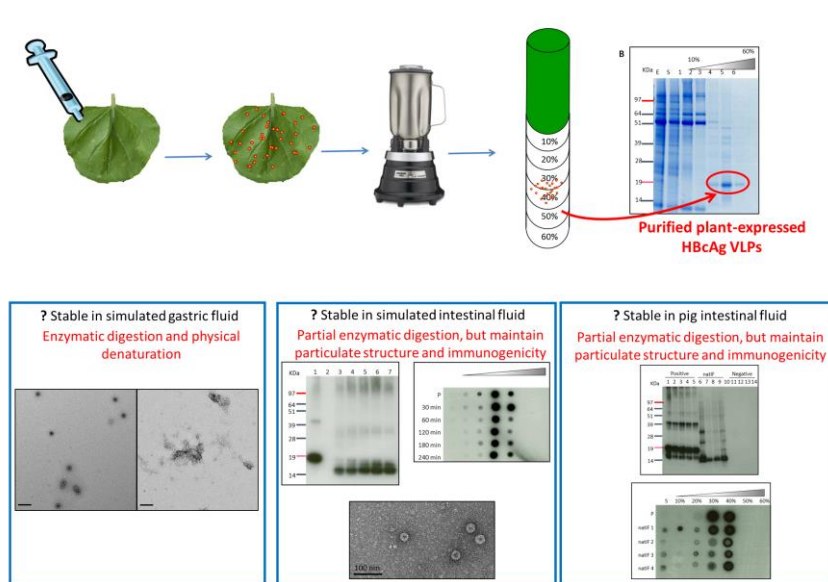 B
10%
60%
KDa E S 1 2 3 4 5 6
97
64
51
39
28
19
14
10%
20%
30%
40%
50%
60%
Purified plant-expressed
HBcAg VLPs
? Stable in simulated gastric fluid
Enzymatic digestion and physical
denaturation
? Stable in simulated intestinal fluid
Partial enzymatic digestion, but maintain
particulate structure and immunogenicity
KDa 1 2 3 4 5 6 7
97
64
51
39
28
19
14
P
30 min
60 min
120 min
180 min
240 min
100 nm
? Stable in pig intestinal fluid
Partial enzymatic digestion, but maintain
particulate structure and immunogenicity
Positive natiF Negative
KDa 1 2 3 4 5 6 7 8 9 10 11 12 13 14
97
64
51
39
28
19
14
S 10% 20% 30% 40% 50% 60%
P
natiF 1
natiF 2
natiF 3
natiF 4